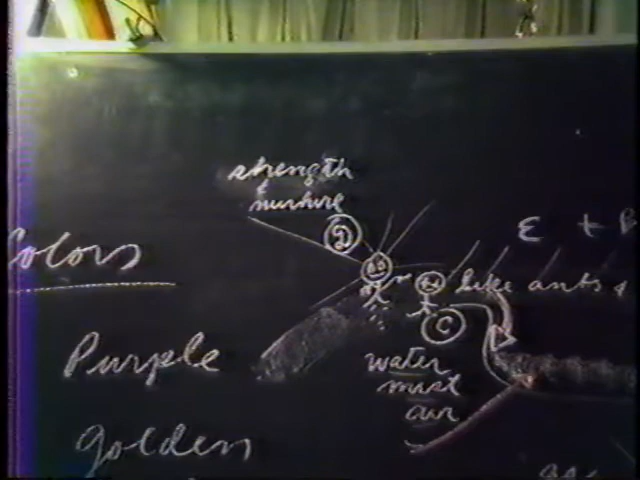 strength
+
nurture
D
Colors
E + B
like ants &
C
Purple
water
mist
air
golden